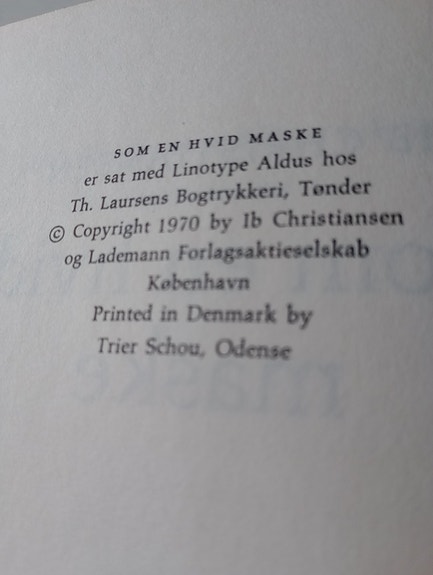 SOM EN HVID MASKE
er sat med Linotype Aldus hos
Th. Laursens Bogtrykkeri, Tønder
© Copyright 1970 by Ib Christiansen
og Lademann Forlagsaktieselskab
København
Printed in Denmark by
Trier Schou, Odense